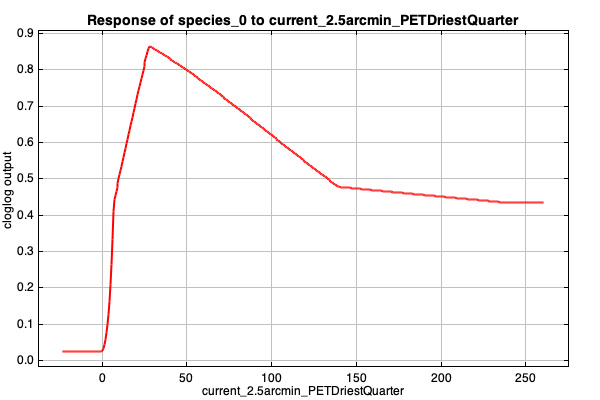 Response of species_0 to current_2.5arcmin_PETDriestQuarter
0.9
0.8
0.7
0.6
0.5
0.4
0.3
0.2
0.1
0.0
cloglog output
0 50 100 150 200 250
current_2.5arcmin_PETDriestQuarter